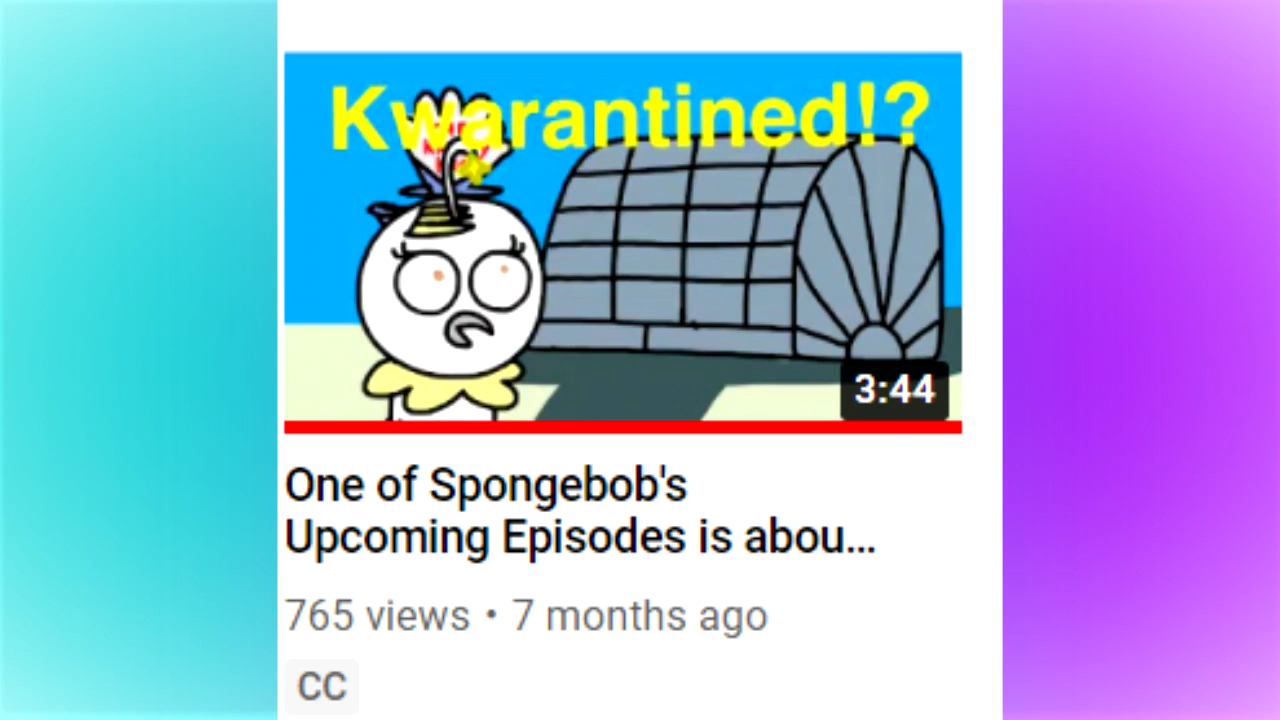 Kwarantined!?
3:44
One of Spongebob's
Upcoming Episodes is abou...
765 views • 7 months ago
CC